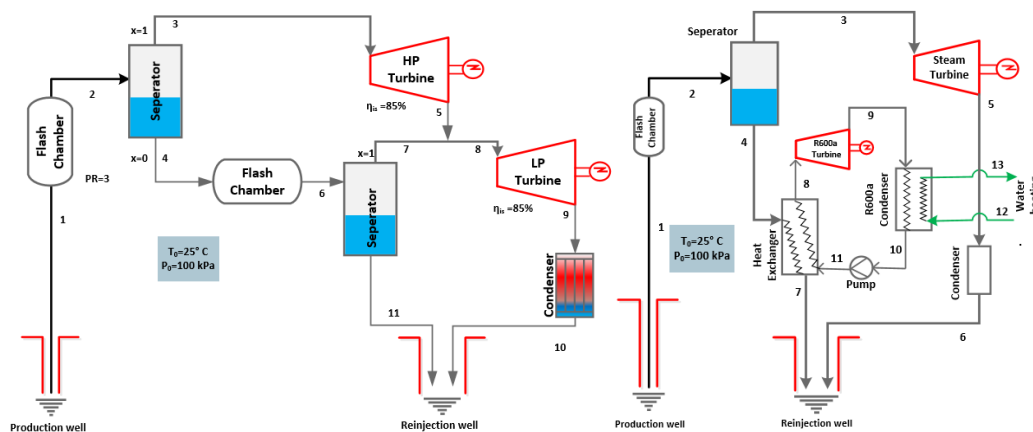 3
x=1
2
Seperator
HP
Turbine
ηis =85%
5
Flash
Chamber
x=0
4
PR=3
x=1
7
8
Flash
Chamber
6
Seperator
LP
Turbine
ηis =85%
9
1
T0=25° C
P0=100 kPa
Condenser
11
10
Production well
Reinjection well
3
Seperator
Steam
Turbine
2
5
Flash
Chamber
9
4
R600a
Turbine
13
8
R600a
Condenser
12
Water
1
T0=25° C
P0=100 kPa
Heat
Exchanger
11
10
Pump
Condenser
7
6
Production well
Reinjection well